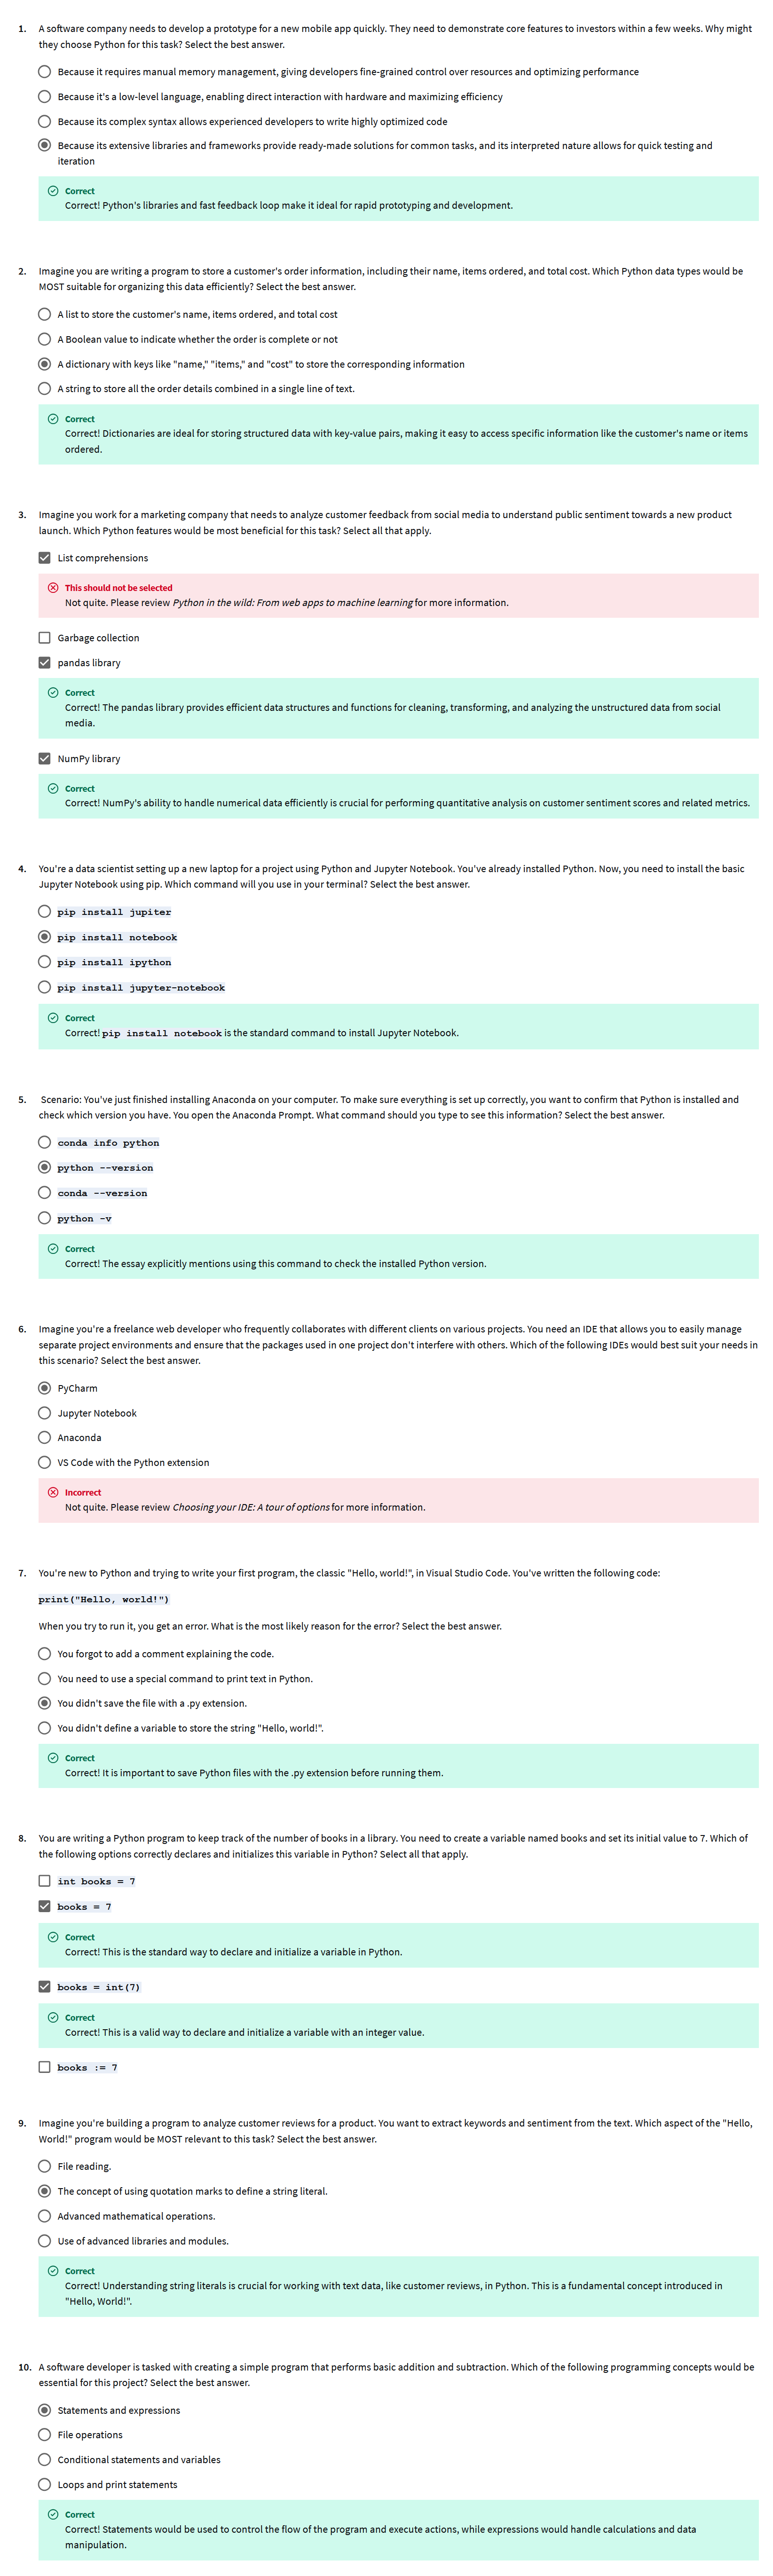 1. A software company needs to develop a prototype for a new mobile app quickly. They need to demonstrate core features to investors within a few weeks. Why might
they choose Python for this task? Select the best answer.
Because it requires manual memory management, giving developers fine-grained control over resources and optimizing performance
Because it's a low-level language, enabling direct interaction with hardware and maximizing efficiency
Because its complex syntax allows experienced developers to write highly optimized code
Because its extensive libraries and frameworks provide ready-made solutions for common tasks, and its interpreted nature allows for quick testing and
iteration
Correct
Correct! Python's libraries and fast feedback loop make it ideal for rapid prototyping and development.
2. Imagine you are writing a program to store a customer's order information, including their name, items ordered, and total cost. Which Python data types would be
MOST suitable for organizing this data efficiently? Select the best answer.
A list to store the customer's name, items ordered, and total cost
A Boolean value to indicate whether the order is complete or not
A dictionary with keys like "name," "items," and "cost" to store the corresponding information
A string to store all the order details combined in a single line of text.
Correct
Correct! Dictionaries are ideal for storing structured data with key-value pairs, making it easy to access specific information like the customer's name or items
ordered.
3. Imagine you work for a marketing company that needs to analyze customer feedback from social media to understand public sentiment towards a new product
launch. Which Python features would be most beneficial for this task? Select all that apply.
List comprehensions
This should not be selected
Not quite. Please review Python in the wild: From web apps to machine learning for more information.
Garbage collection
pandas library
Correct
Correct! The pandas library provides efficient data structures and functions for cleaning, transforming, and analyzing the unstructured data from social
media.
NumPy library
Correct
Correct! NumPy's ability to handle numerical data efficiently is crucial for performing quantitative analysis on customer sentiment scores and related metrics.
4. You're a data scientist setting up a new laptop for a project using Python and Jupyter Notebook. You've already installed Python. Now, you need to install the basic
Jupyter Notebook using pip. Which command will you use in your terminal? Select the best answer.
pip install jupiter
pip install notebook
pip install ipython
pip install jupyter-notebook
Correct
Correct! pip install notebook is the standard command to install Jupyter Notebook.
5. Scenario: You've just finished installing Anaconda on your computer. To make sure everything is set up correctly, you want to confirm that Python is installed and
check which version you have. You open the Anaconda Prompt. What command should you type to see this information? Select the best answer.
conda info python
python --version
conda --version
python -v
Correct
Correct! The essay explicitly mentions using this command to check the installed Python version.
6. Imagine you're a freelance web developer who frequently collaborates with different clients on various projects. You need an IDE that allows you to easily manage
separate project environments and ensure that the packages used in one project don't interfere with others. Which of the following IDEs would best suit your needs in
this scenario? Select the best answer.
PyCharm
Jupyter Notebook
Anaconda
VS Code with the Python extension
Incorrect
Not quite. Please review Choosing your IDE: A tour of options for more information.
7. You're new to Python and trying to write your first program, the classic "Hello, world!", in Visual Studio Code. You've written the following code:
print("Hello, world!")
When you try to run it, you get an error. What is the most likely reason for the error? Select the best answer.
You forgot to add a comment explaining the code.
You need to use a special command to print text in Python.
You didn't save the file with a .py extension.
You didn't define a variable to store the string "Hello, world!".
Correct
Correct! It is important to save Python files with the .py extension before running them.
8. You are writing a Python program to keep track of the number of books in a library. You need to create a variable named books and set its initial value to 7. Which of
the following options correctly declares and initializes this variable in Python? Select all that apply.
int books = 7
books = 7
Correct
Correct! This is the standard way to declare and initialize a variable in Python.
books = int(7)
Correct
Correct! This is a valid way to declare and initialize a variable with an integer value.
books := 7
9. Imagine you're building a program to analyze customer reviews for a product. You want to extract keywords and sentiment from the text. Which aspect of the "Hello,
World!" program would be MOST relevant to this task? Select the best answer.
File reading.
The concept of using quotation marks to define a string literal.
Advanced mathematical operations.
Use of advanced libraries and modules.
Correct
Correct! Understanding string literals is crucial for working with text data, like customer reviews, in Python. This is a fundamental concept introduced in
"Hello, World!".
10. A software developer is tasked with creating a simple program that performs basic addition and subtraction. Which of the following programming concepts would be
essential for this project? Select the best answer.
Statements and expressions
File operations
Conditional statements and variables
Loops and print statements
Correct
Correct! Statements would be used to control the flow of the program and execute actions, while expressions would handle calculations and data
manipulation.